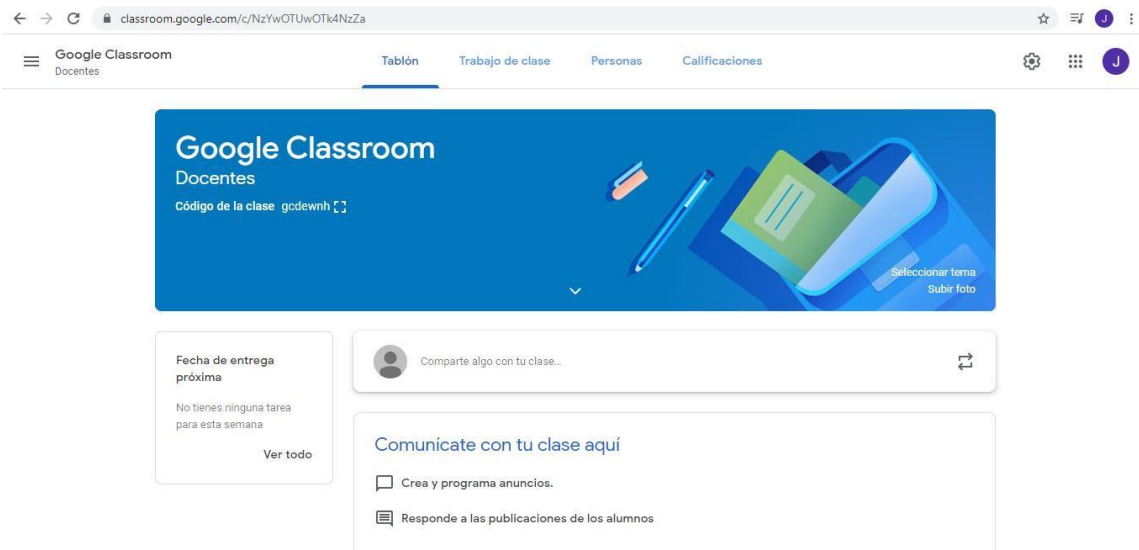 classroom.google.com/c/NzYwOTUwOTk4NzZa
J
Google Classroom
Docentes
Tablón Trabajo de clase Personas Calificaciones
J
Google Classroom
Docentes
Código de la clase gcdewnh
Seleccionar tema
Subir foto
Fecha de entrega
próxima
No tienes ninguna tarea
para esta semana
Ver todo
Comparte algo con tu clase...
Comunícate con tu clase aquí
Crea y programa anuncios.
Responde a las publicaciones de los alumnos